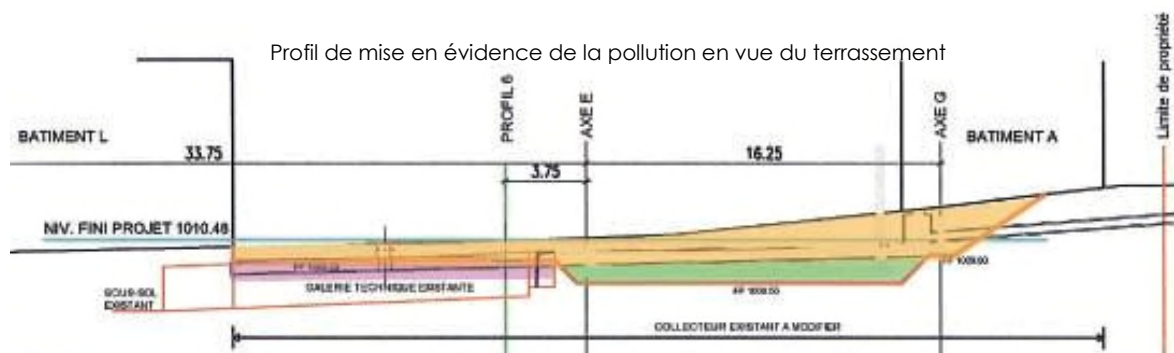 Profil de mise en évidence de la pollution en vue du terrassement
BATIMENT L
33.75
PROFIL 6
3.75
AXE E
16.25
AXE G
BATIMENT A
Limite de propriété
NIV. FINI PROJET 1010.48
SOUS-SOL
EXISTANT
GALERIE TECHNIQUE EXISTANTE
COLLECTEUR EXISTANT A MODIFIER